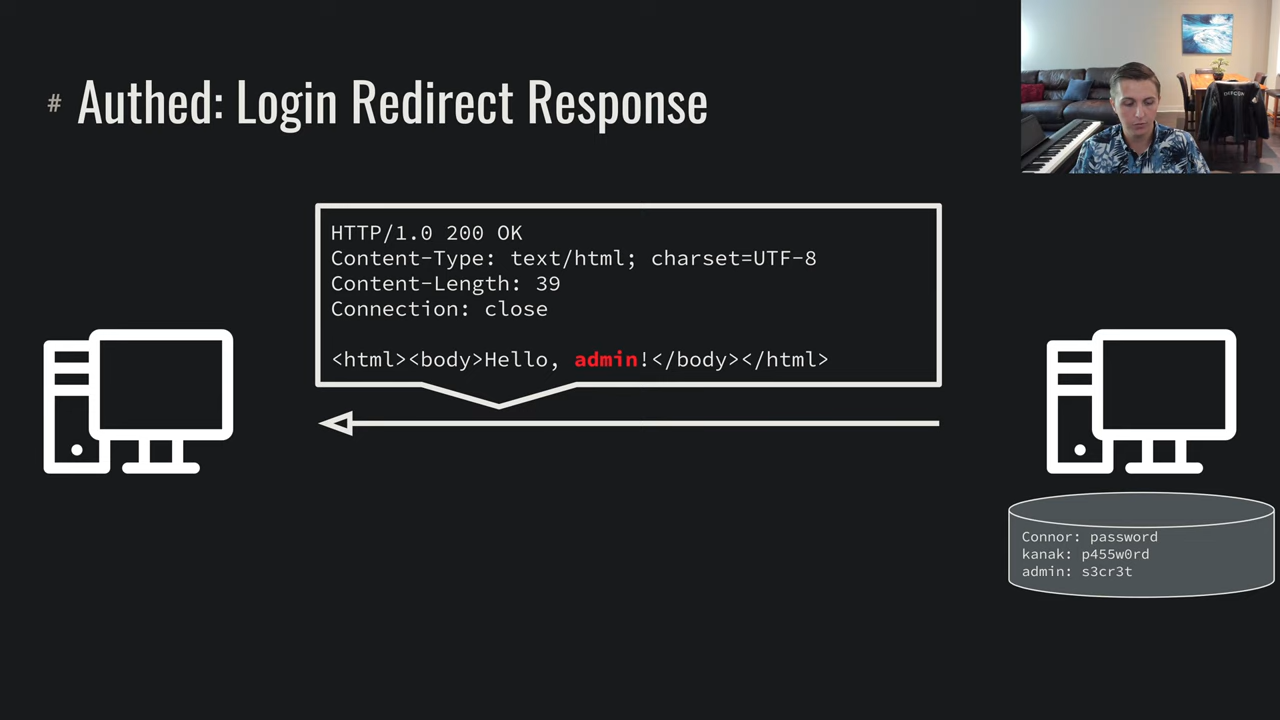 # Authed: Login Redirect Response
HTTP/1.0 200 OK
Content-Type: text/html; charset=UTF-8
Content-Length: 39
Connection: close
<html><body>Hello, admin!</body></html>
Connor: password
kanak: p455w0rd
admin: s3cr3t
DEFCON